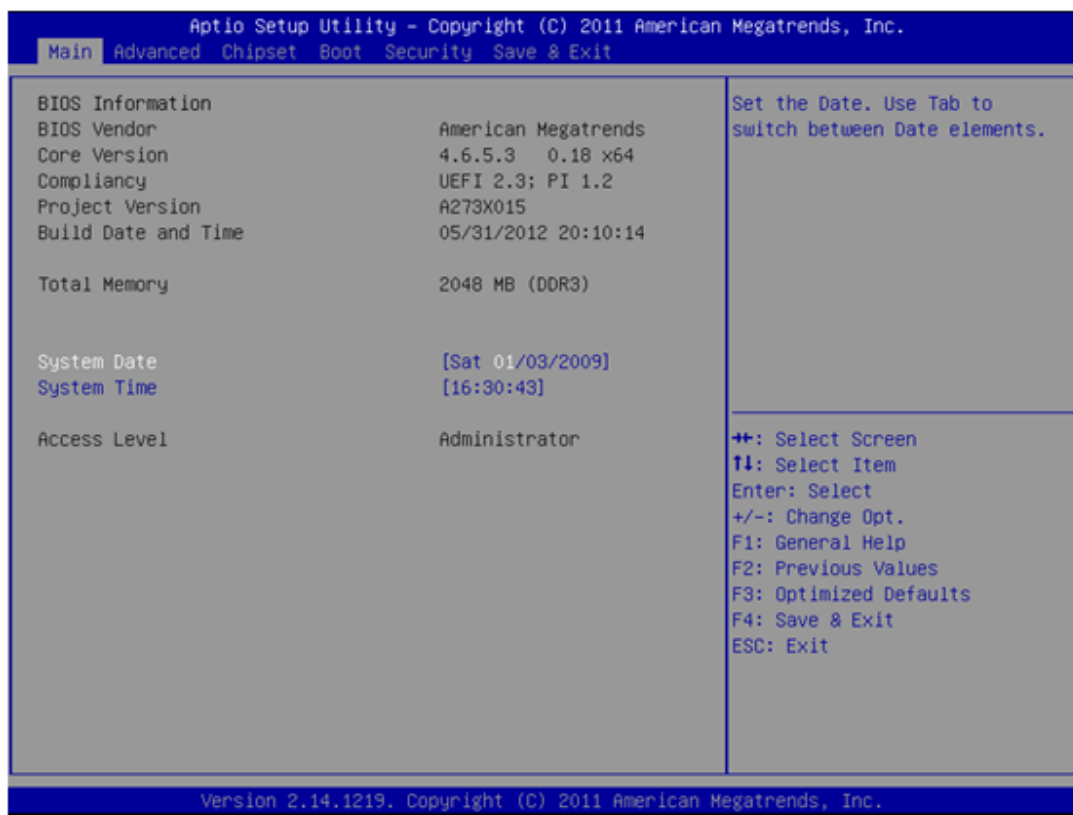 Aptio Setup Utility – Copyright (C) 2011 American Megatrends, Inc.
Main Advanced Chipset Boot Security Save & Exit
BIOS Information
BIOS Vendor American Megatrends
Core Version 4.6.5.3 0.18 x64
Compliancy UEFI 2.3; PI 1.2
Project Version A273X015
Build Date and Time 05/31/2012 20:10:14
Total Memory 2048 MB (DDR3)
System Date [Sat 01/03/2009]
System Time [16:30:43]
Access Level Administrator
Set the Date. Use Tab to
switch between Date elements.
→←: Select Screen
↑↓: Select Item
Enter: Select
+/-: Change Opt.
F1: General Help
F2: Previous Values
F3: Optimized Defaults
F4: Save & Exit
ESC: Exit
Version 2.14.1219. Copyright (C) 2011 American Megatrends, Inc.